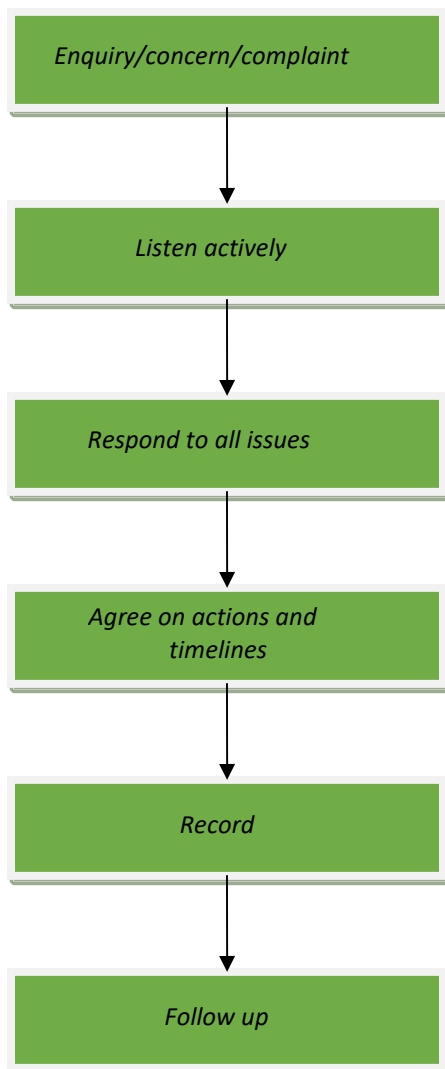 Enquiry/concern/complaint
Listen actively
Respond to all issues
Agree on actions and
timelines
Record
Follow up